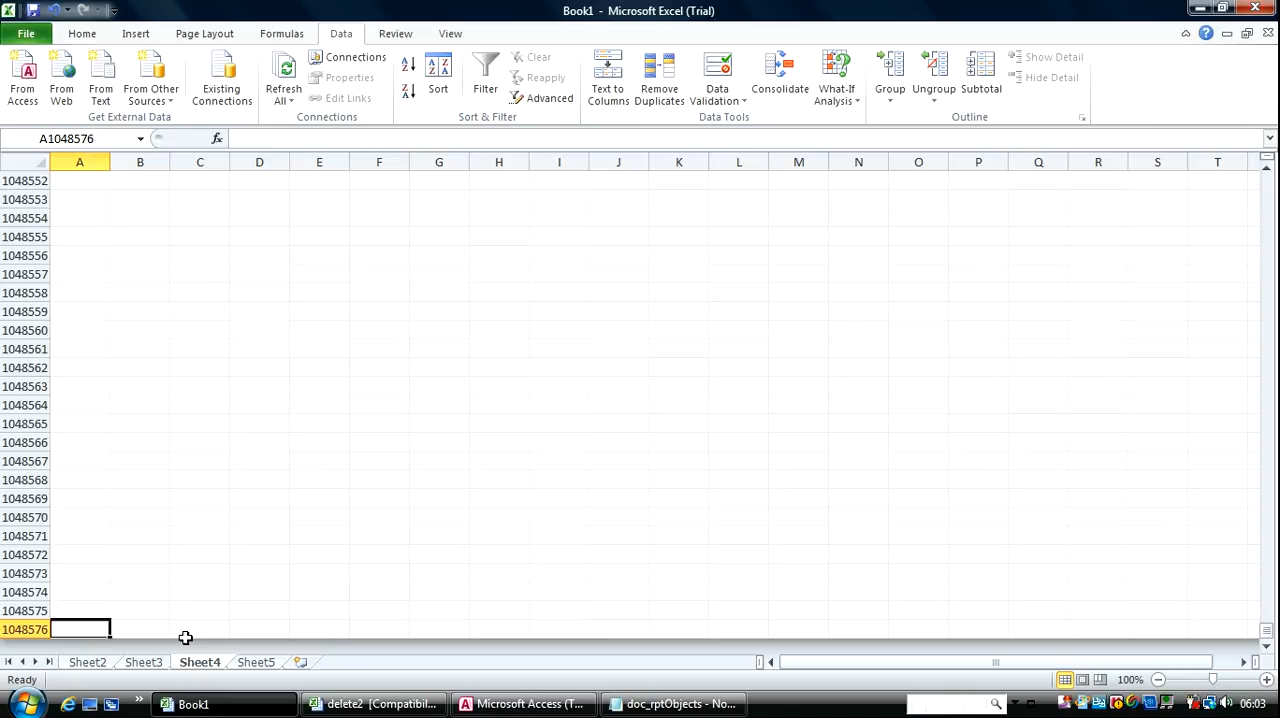 Book1 - Microsoft Excel (Trial)
File Home Insert Page Layout Formulas Data Review View
From Access
From Web
From Text
From Other Sources
Existing Connections
Get External Data
Refresh All
Connections
Properties
Edit Links
Connections
Sort
Filter
Clear
Reapply
Advanced
Sort & Filter
Text to Columns
Remove Duplicates
Data Validation
Consolidate
What-If Analysis
Data Tools
Group
Ungroup
Subtotal
Show Detail
Hide Detail
Outline
A1048576 fx
A B C D E F G H I J K L M N O P Q R S T
1048552
1048553
1048554
1048555
1048556
1048557
1048558
1048559
1048560
1048561
1048562
1048563
1048564
1048565
1048566
1048567
1048568
1048569
1048570
1048571
1048572
1048573
1048574
1048575
1048576
Sheet2 Sheet3 Sheet4 Sheet5
Ready 100%
Book1 delete2 [Compatibil... Microsoft Access (T... doc_rptObjects - No... 06:03